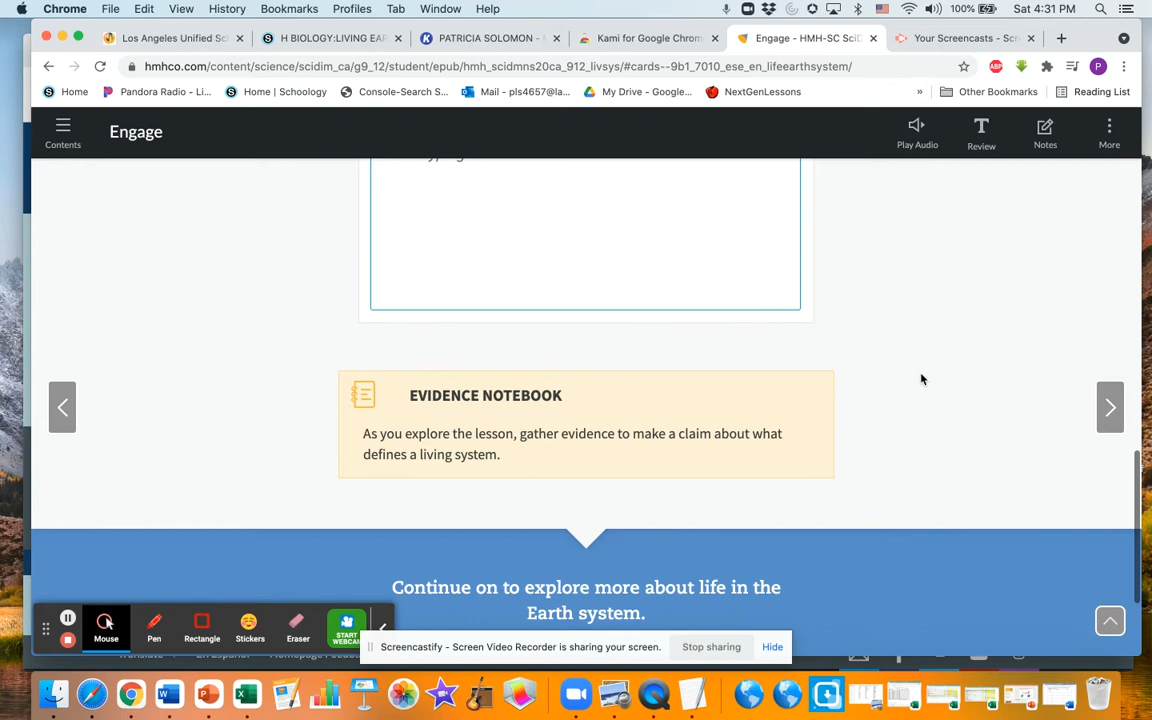 Chrome File Edit View History Bookmarks Profiles Tab Window Help 100% Sat 4:31 PM
Los Angeles Unified Sc
H BIOLOGY:LIVING EAR
PATRICIA SOLOMON -
Kami for Google Chrom
Engage - HMH-SC SciD
Your Screencasts - Scre
hmhco.com/content/science/scidim_ca/g9_12/student/epub/hmh_scidmns20ca_912_livsys/#cards--9b1_7010_ese_en_lifeearthsystem/
ABP
P
Home Pandora Radio - Li... Home | Schoology Console-Search S... Mail - pls4657@la... My Drive - Google... NextGenLessons » Other Bookmarks Reading List
Contents
Engage
Play Audio
Review
Notes
More
EVIDENCE NOTEBOOK
As you explore the lesson, gather evidence to make a claim about what
defines a living system.
Continue on to explore more about life in the
Earth system.
Mouse Pen Rectangle Stickers Eraser START WEBCAM
Screencastify - Screen Video Recorder is sharing your screen. Stop sharing Hide